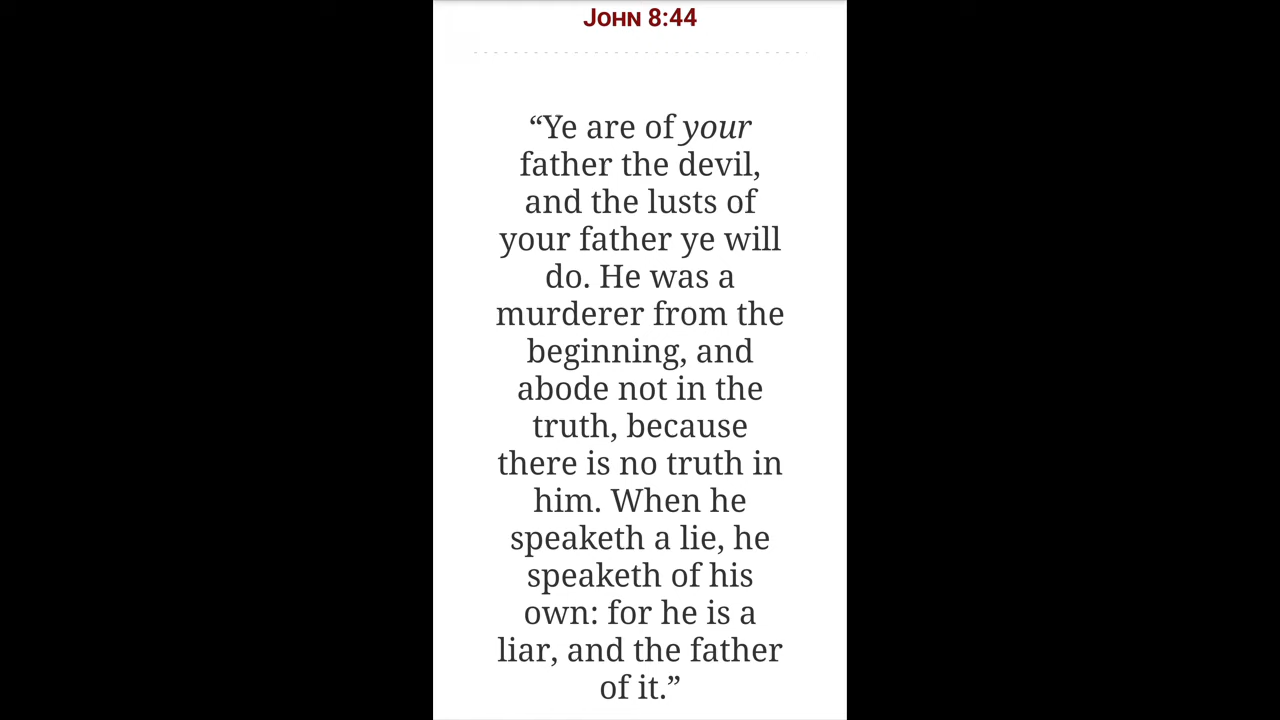 JOHN 8:44
“Ye are of your
father the devil,
and the lusts of
your father ye will
do. He was a
murderer from the
beginning, and
abode not in the
truth, because
there is no truth in
him. When he
speaketh a lie, he
speaketh of his
own: for he is a
liar, and the father
of it.”